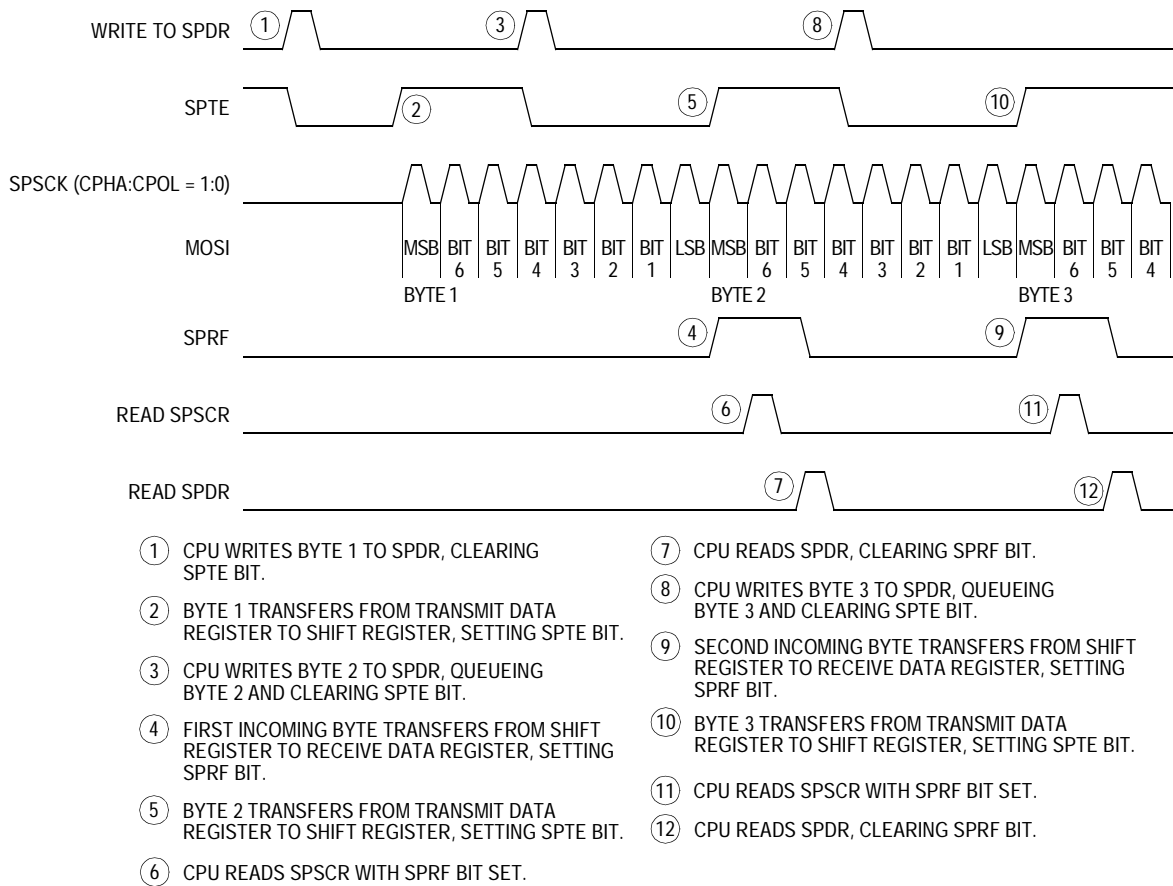 WRITE TO SPDR 1 3 8
SPTE 2 5 10
SPSCK (CPHA:CPOL = 1:0)
MOSI MSB BIT 6 BIT 5 BIT 4 BIT 3 BIT 2 BIT 1 LSB MSB BIT 6 BIT 5 BIT 4 BIT 3 BIT 2 BIT 1 LSB MSB BIT 6 BIT 5 BIT 4
BYTE 1 BYTE 2 BYTE 3
SPRF 4 9
READ SPSCR 6 11
READ SPDR 7 12
1 CPU WRITES BYTE 1 TO SPDR, CLEARING
SPTE BIT.
2 BYTE 1 TRANSFERS FROM TRANSMIT DATA
REGISTER TO SHIFT REGISTER, SETTING SPTE BIT.
3 CPU WRITES BYTE 2 TO SPDR, QUEUEING
BYTE 2 AND CLEARING SPTE BIT.
4 FIRST INCOMING BYTE TRANSFERS FROM SHIFT
REGISTER TO RECEIVE DATA REGISTER, SETTING
SPRF BIT.
5 BYTE 2 TRANSFERS FROM TRANSMIT DATA
REGISTER TO SHIFT REGISTER, SETTING SPTE BIT.
6 CPU READS SPSCR WITH SPRF BIT SET.
7 CPU READS SPDR, CLEARING SPRF BIT.
8 CPU WRITES BYTE 3 TO SPDR, QUEUEING
BYTE 3 AND CLEARING SPTE BIT.
9 SECOND INCOMING BYTE TRANSFERS FROM SHIFT
REGISTER TO RECEIVE DATA REGISTER, SETTING
SPRF BIT.
10 BYTE 3 TRANSFERS FROM TRANSMIT DATA
REGISTER TO SHIFT REGISTER, SETTING SPTE BIT.
11 CPU READS SPSCR WITH SPRF BIT SET.
12 CPU READS SPDR, CLEARING SPRF BIT.